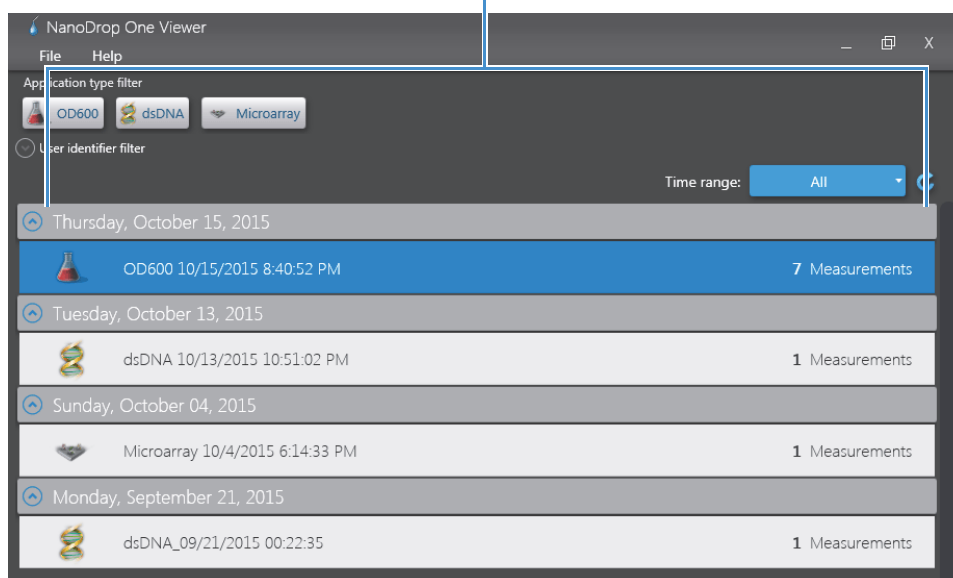 NanoDrop One Viewer
File Help
_ X
Application type filter
OD600 dsDNA Microarray
User identifier filter
Time range: All
Thursday, October 15, 2015
OD600 10/15/2015 8:40:52 PM 7 Measurements
Tuesday, October 13, 2015
dsDNA 10/13/2015 10:51:02 PM 1 Measurements
Sunday, October 04, 2015
Microarray 10/4/2015 6:14:33 PM 1 Measurements
Monday, September 21, 2015
dsDNA_09/21/2015 00:22:35 1 Measurements